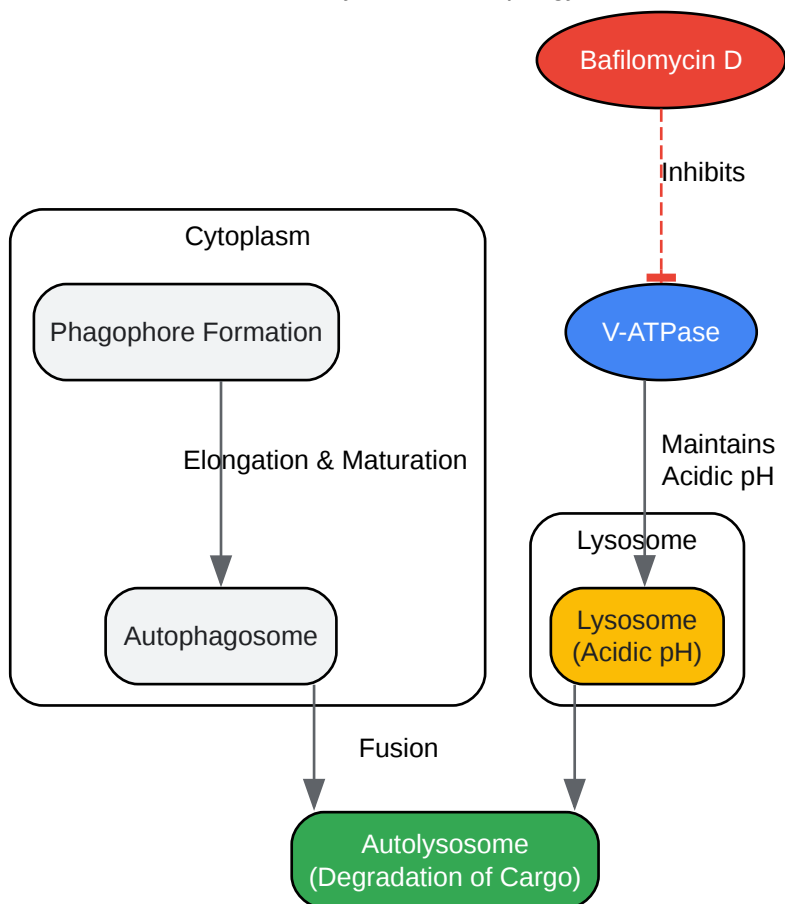 Bafilomycin D
Inhibits
Cytoplasm
Phagophore Formation
V-ATPase
Elongation & Maturation
Maintains
Acidic pH
Lysosome
Autophagosome
Lysosome
(Acidic pH)
Fusion
Autolysosome
(Degradation of Cargo)